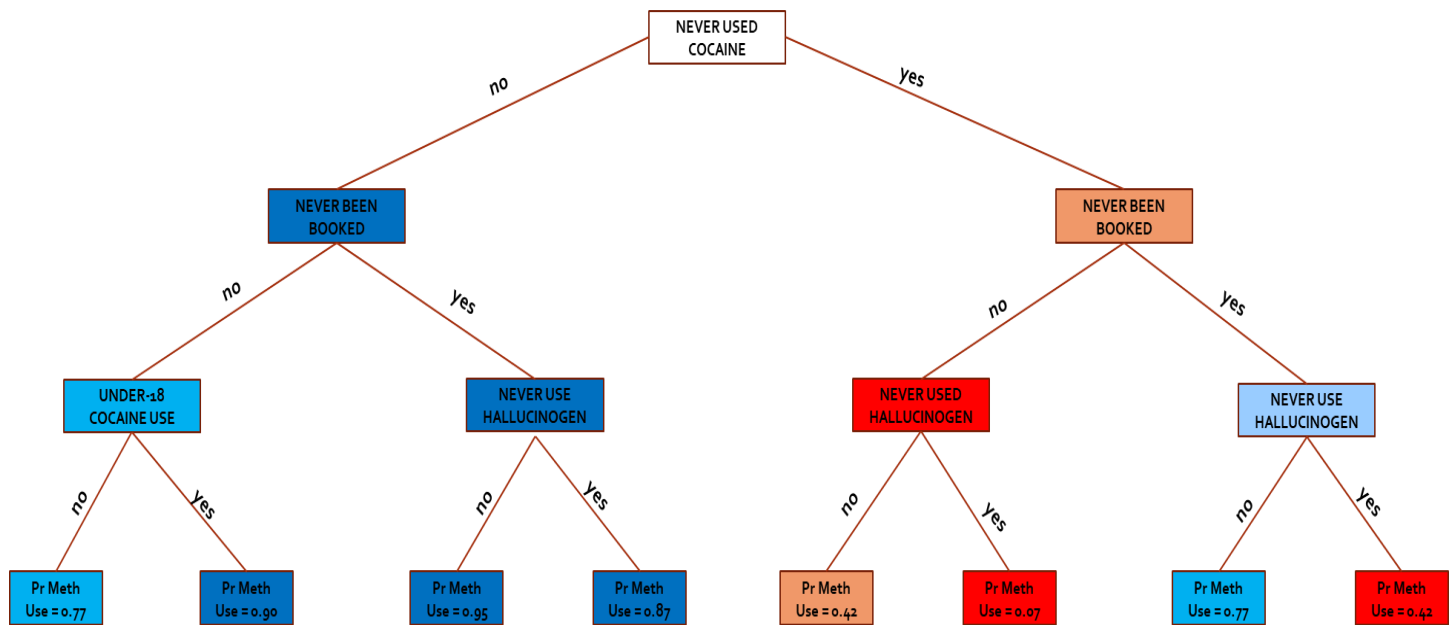 NEVER USED
COCAINE
no
yes
NEVER BEEN
BOOKED
NEVER BEEN
BOOKED
no
yes
no
yes
UNDER-18
COCAINE USE
NEVER USE
HALLUCINOGEN
NEVER USED
HALLUCINOGEN
NEVER USE
HALLUCINOGEN
no
yes
no
yes
no
yes
no
yes
Pr Meth
Use = 0.77
Pr Meth
Use = 0.90
Pr Meth
Use = 0.95
Pr Meth
Use = 0.87
Pr Meth
Use = 0.42
Pr Meth
Use = 0.07
Pr Meth
Use = 0.77
Pr Meth
Use = 0.42